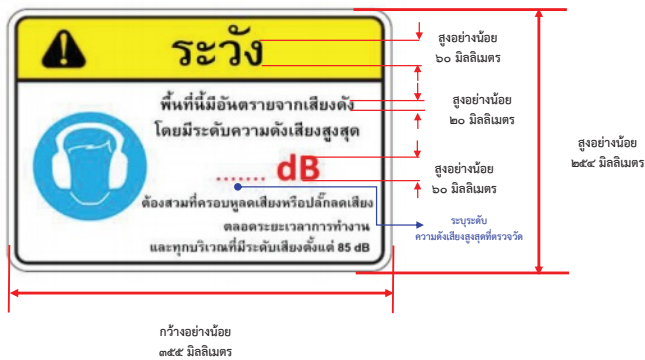 ระวัง
พื้นที่นี้มีอันตรายจากเสียงดัง
โดยมีระดับความดังเสียงสูงสุด
....... dB
ต้องสวมที่ครอบหูลดเสียงหรือปลั๊กลดเสียง
ตลอดระยะเวลาการทำงาน
และทุกบริเวณที่มีระดับเสียงตั้งแต่ 85 dB
สูงอย่างน้อย
๖๐ มิลลิเมตร
สูงอย่างน้อย
๒๐ มิลลิเมตร
สูงอย่างน้อย
๖๐ มิลลิเมตร
ระบุระดับ
ความดังเสียงสูงสุดที่ตรวจวัด
สูงอย่างน้อย
๒๕๔ มิลลิเมตร
กว้างอย่างน้อย
๓๕๕ มิลลิเมตร